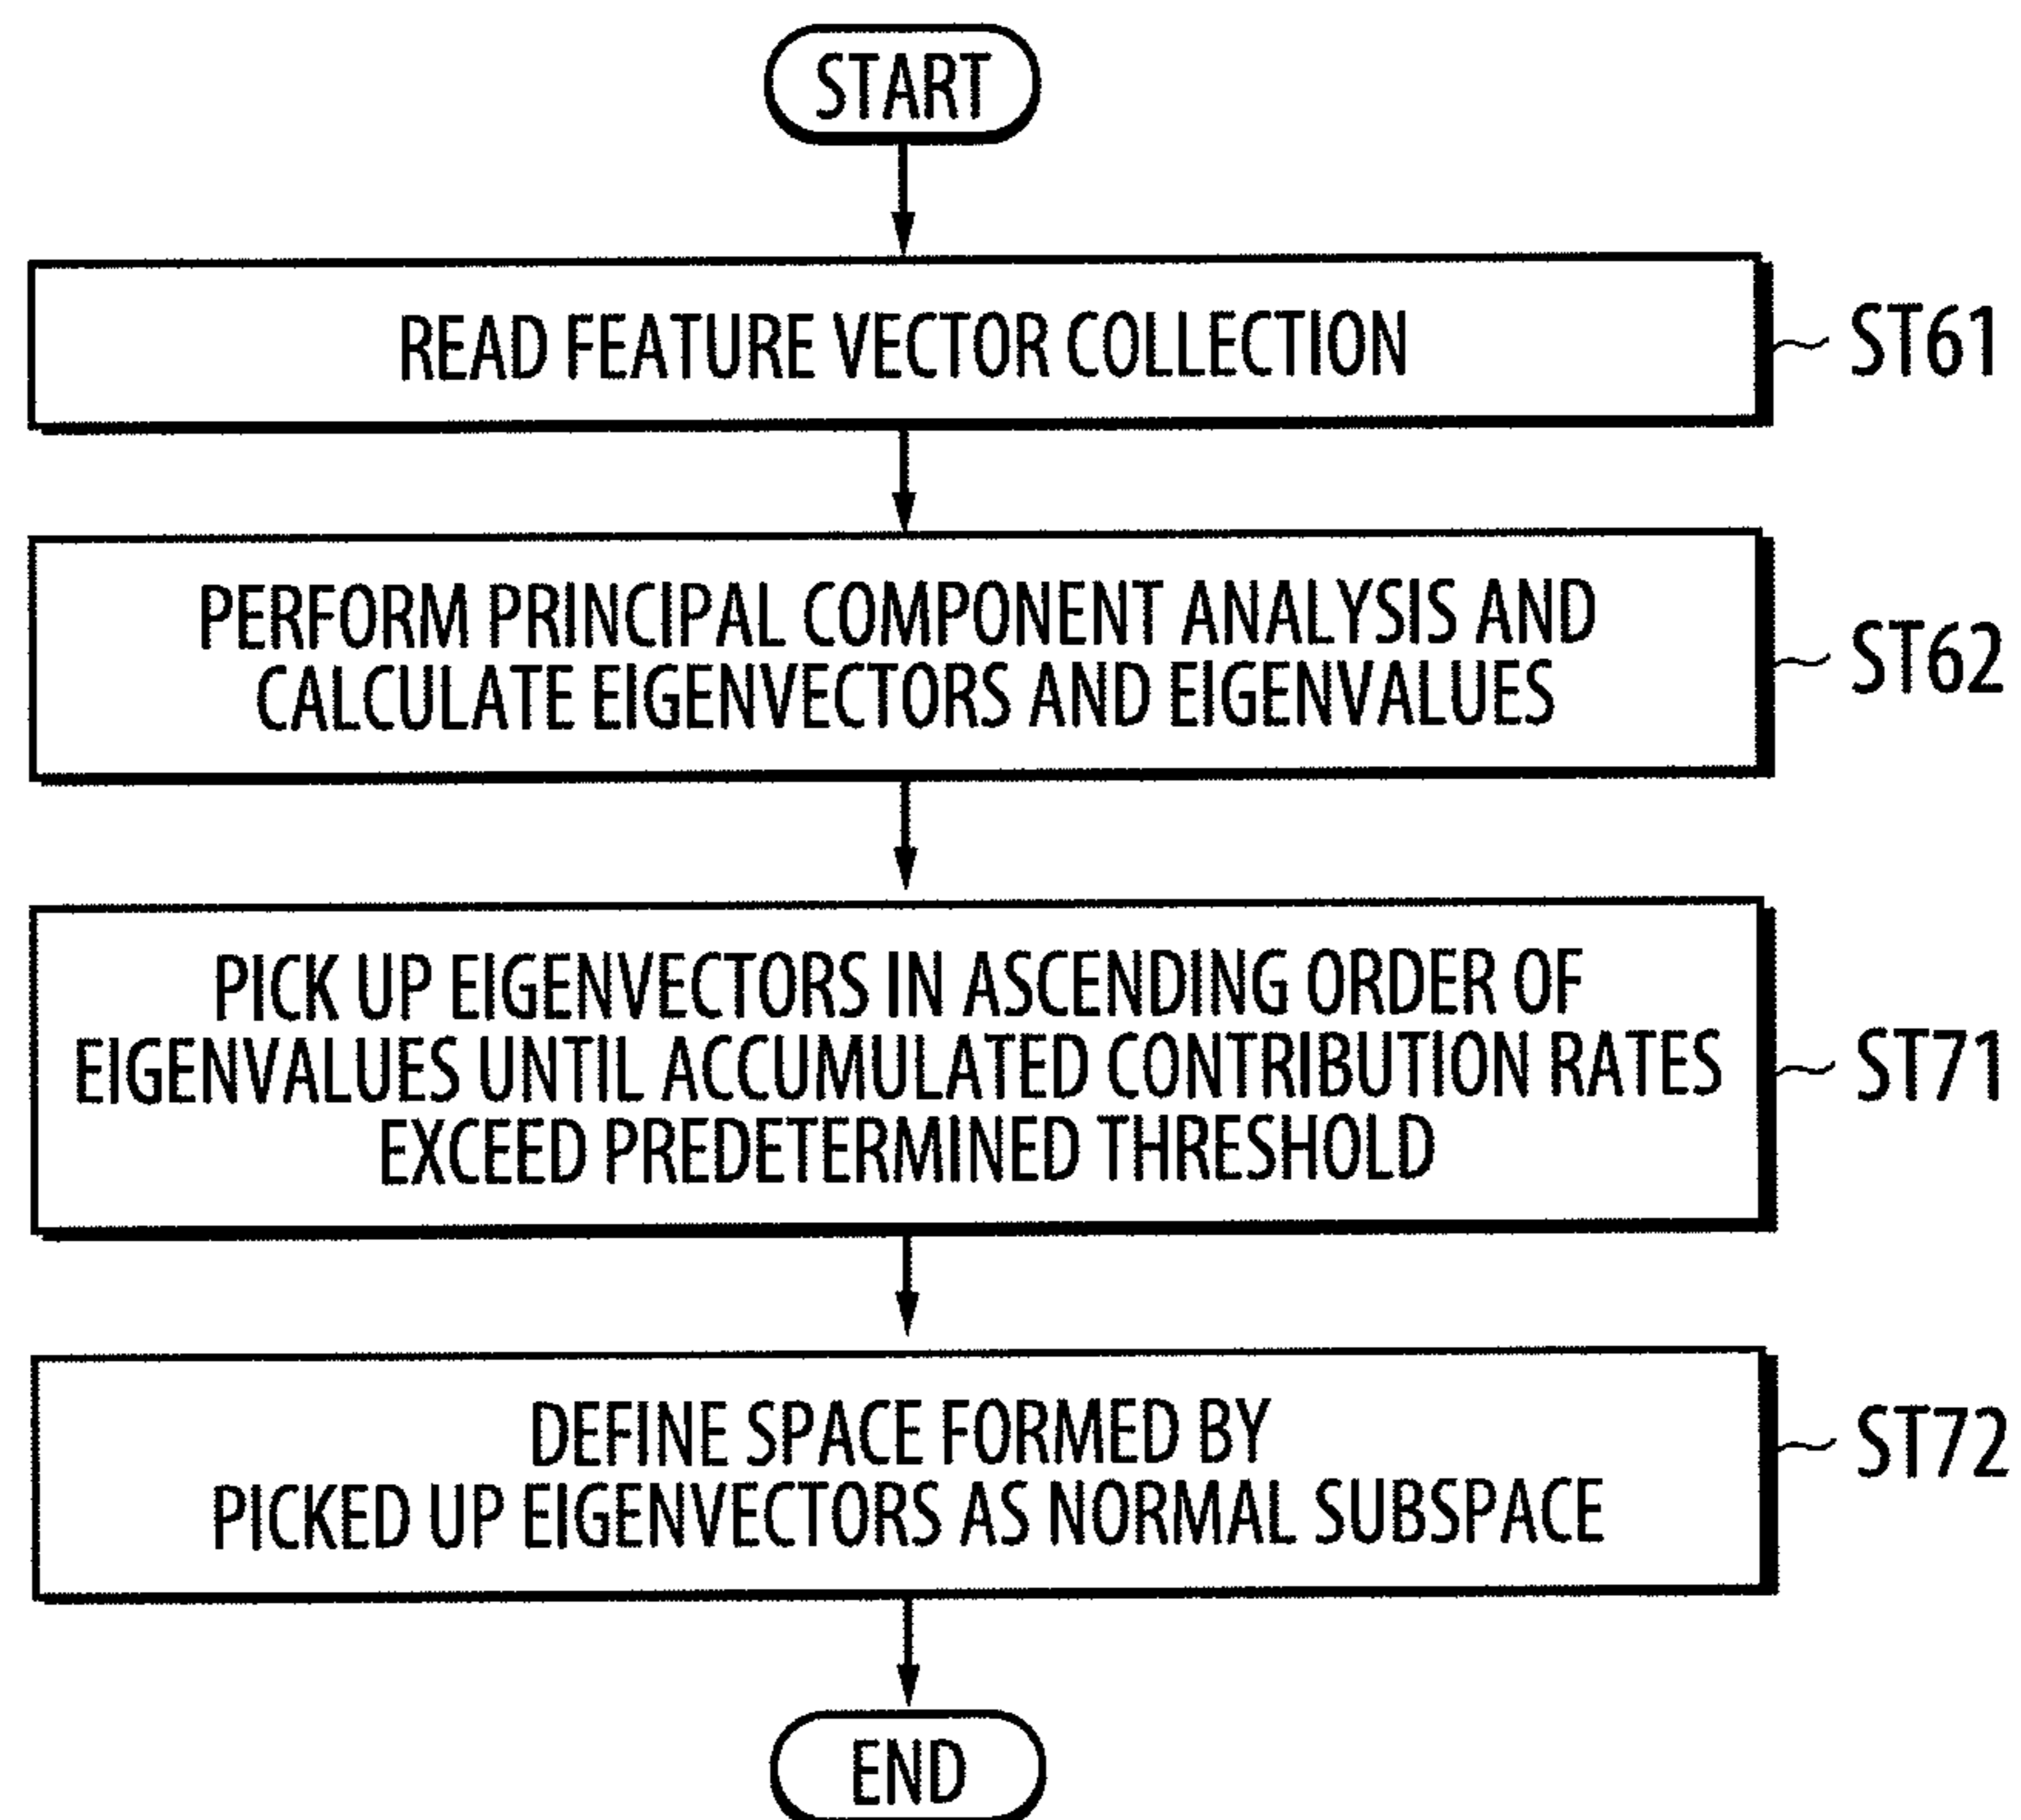 START
READ FEATURE VECTOR COLLECTION
ST61
PERFORM PRINCIPAL COMPONENT ANALYSIS AND
CALCULATE EIGENVECTORS AND EIGENVALUES
ST62
PICK UP EIGENVECTORS IN ASCENDING ORDER OF
EIGENVALUES UNTIL ACCUMULATED CONTRIBUTION RATES
EXCEED PREDETERMINED THRESHOLD
ST71
DEFINE SPACE FORMED BY
PICKED UP EIGENVECTORS AS NORMAL SUBSPACE
ST72
END